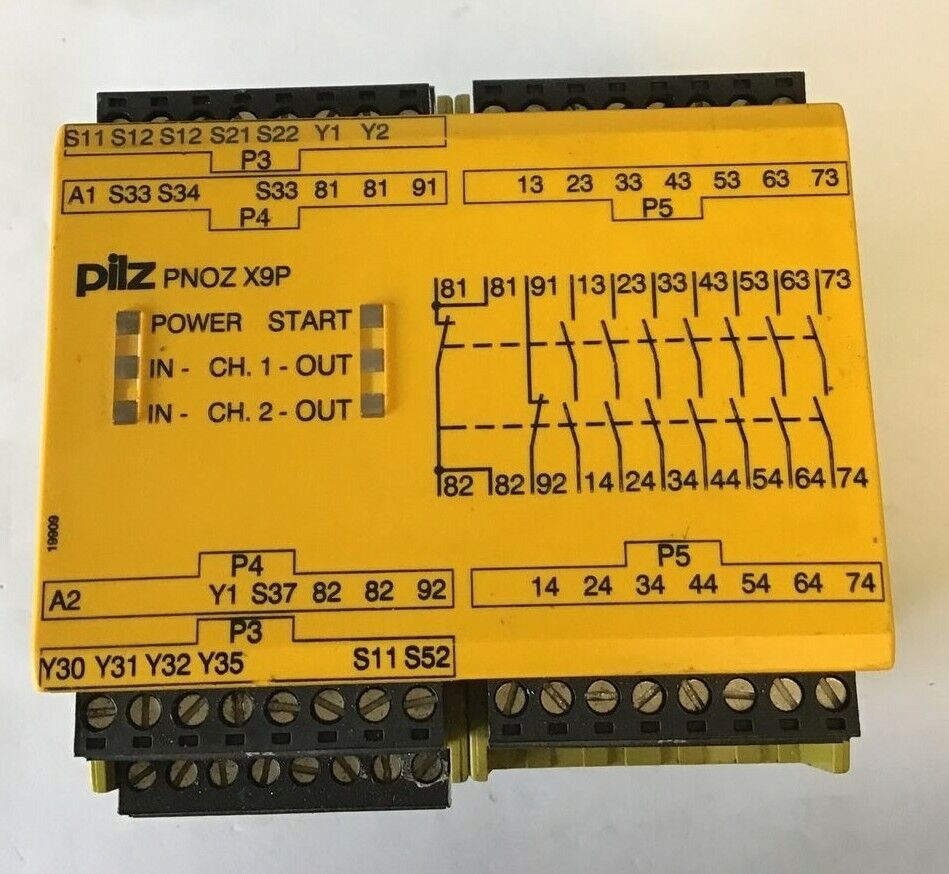 S11 S12 S12 S21 S22 Y1 Y2
P3
A1 S33 S34 S33 81 81 91
P4
13 23 33 43 53 63 73
P5
pilz PNOZ X9P
POWER START
IN - CH. 1 - OUT
IN - CH. 2 - OUT
81 81 91 13 23 33 43 53 63 73
82 82 92 14 24 34 44 54 64 74
19909
P4
A2 Y1 S37 82 82 92
P3
Y30 Y31 Y32 Y35 S11 S52
P5
14 24 34 44 54 64 74